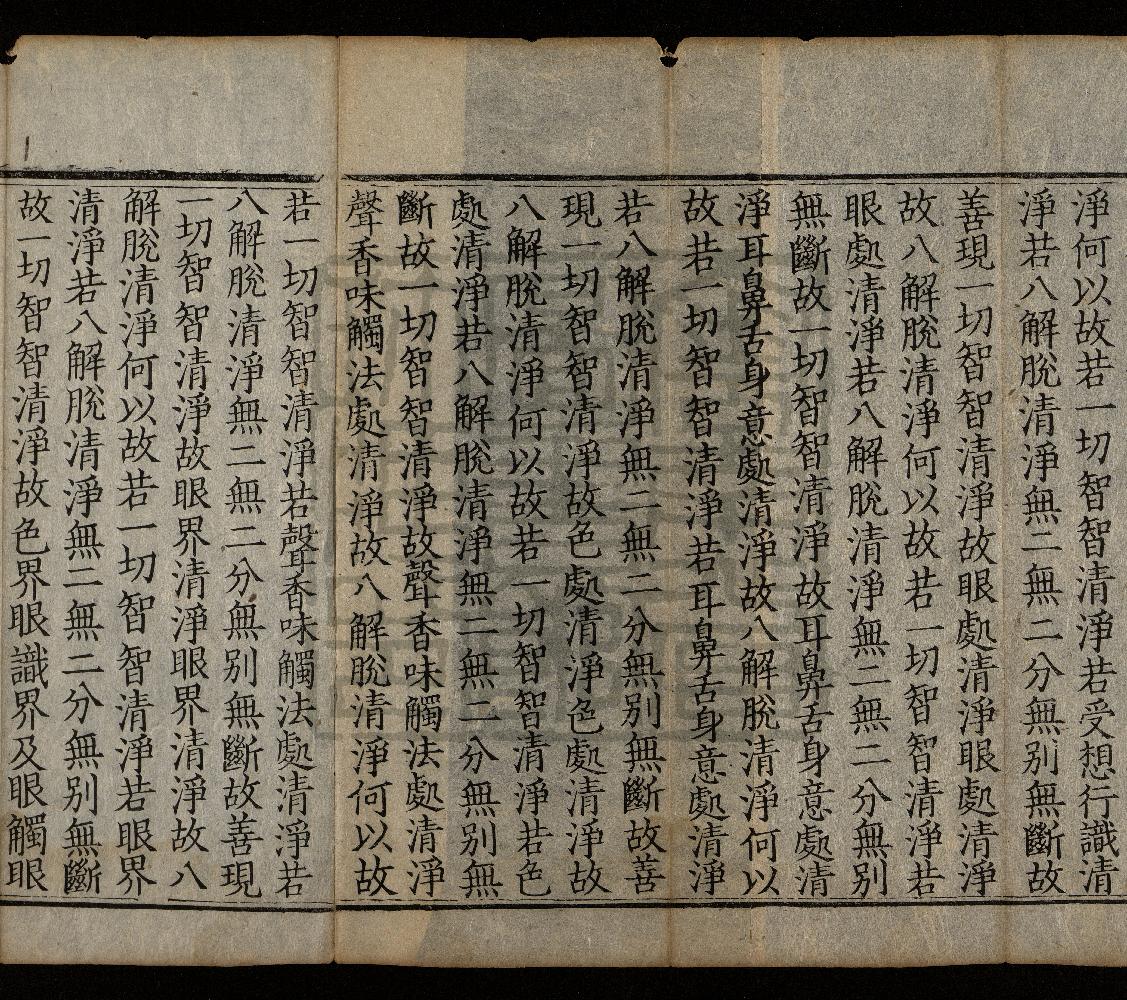 淨何以故若一切智智清淨若受想行識清
淨若八解脫清淨無二無二分無別無斷故
善現一切智智清淨故眼處清淨眼處清淨
故八解脫清淨何以故若一切智智清淨若
眼處清淨若八解脫清淨無二無二分無別
無斷故一切智智清淨故耳鼻舌身意處清
淨耳鼻舌身意處清淨故八解脫清淨何以
故若一切智智清淨若耳鼻舌身意處清淨
若八解脫清淨無二無二分無別無斷故善
現一切智智清淨故色處清淨色處清淨故
八解脫清淨何以故若一切智智清淨若色
處清淨若八解脫清淨無二無二分無別無
斷故一切智智清淨故聲香味觸法處清淨
聲香味觸法處清淨故八解脫清淨何以故
若一切智智清淨若聲香味觸法處清淨若
八解脫清淨無二無二分無別無斷故善現
一切智智清淨故眼界清淨眼界清淨故八
解脫清淨何以故若一切智智清淨若眼界
清淨若八解脫清淨無二無二分無別無斷
故一切智智清淨故色界眼識界及眼觸眼